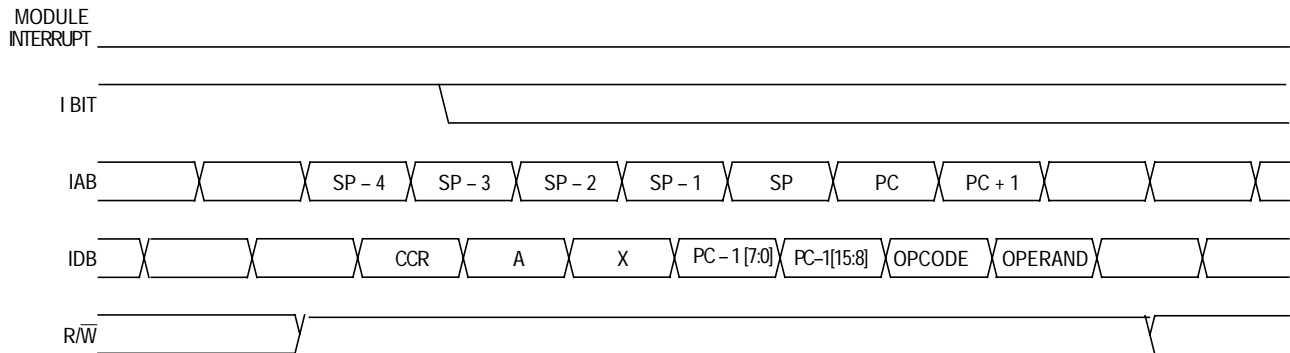 MODULE
INTERRUPT
I BIT
IAB SP – 4 SP – 3 SP – 2 SP – 1 SP PC PC + 1
IDB CCR A X PC – 1 [7:0] PC–1[15:8] OPCODE OPERAND
R/W̅